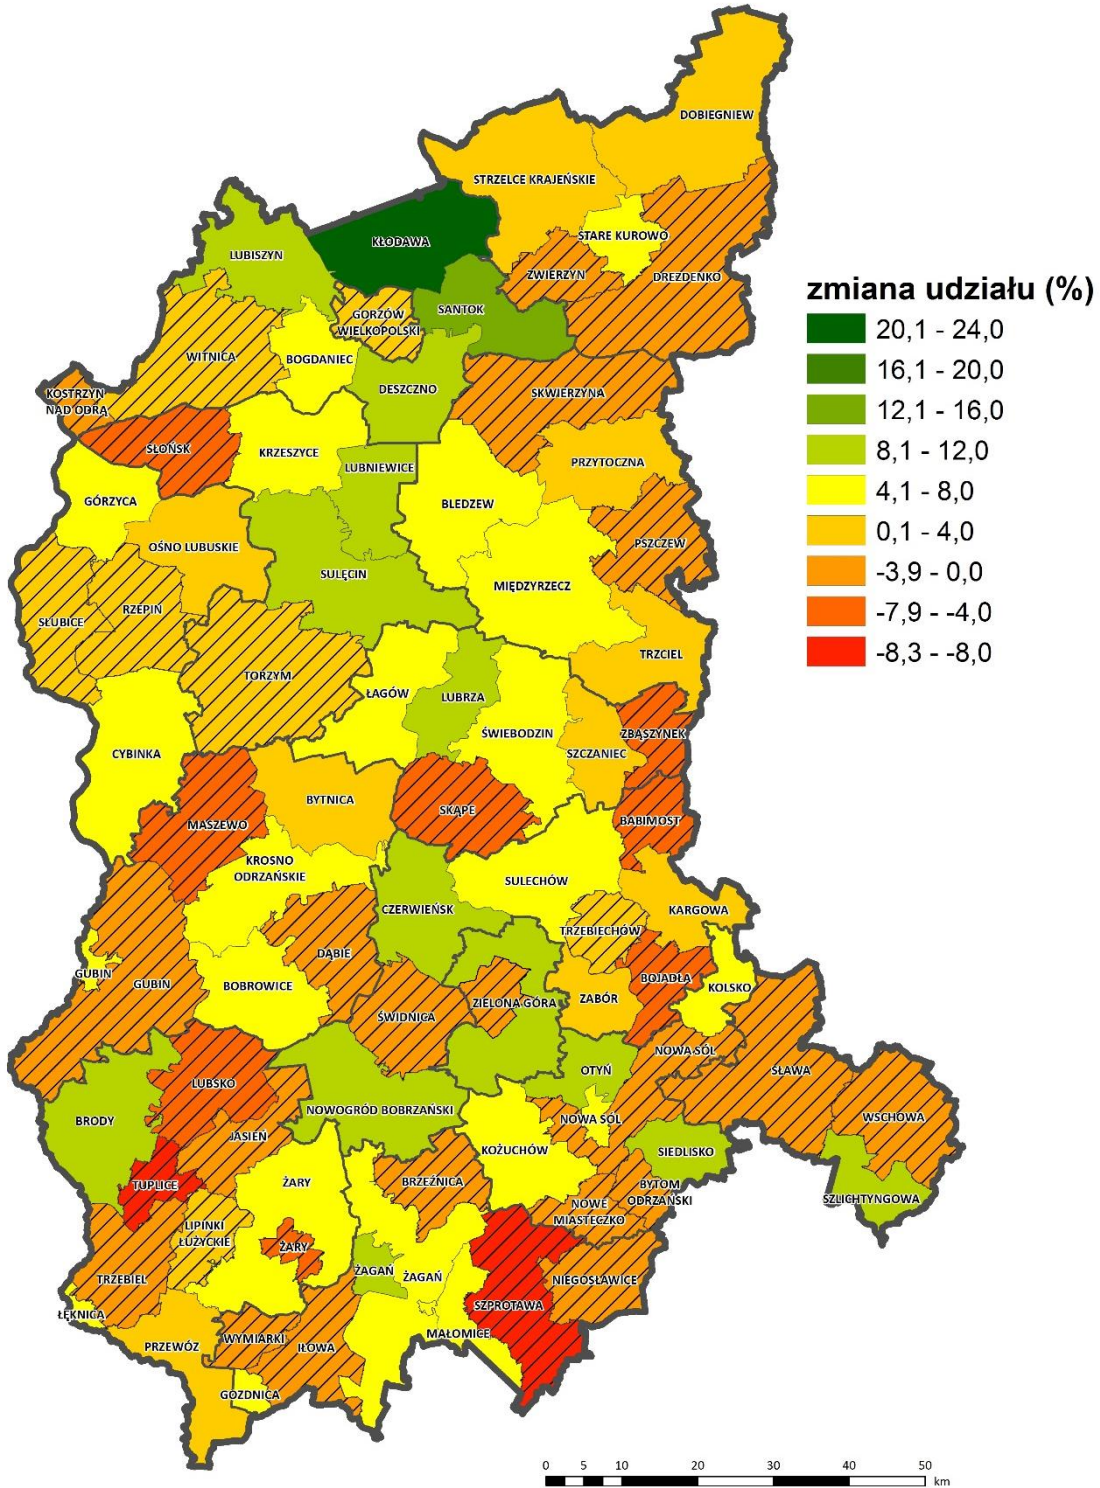 DOBIEGNIEW
STRZELCE KRAJEŃSKIE
STARE KUROWO
KŁODAWA
LUBISZYN
ZWIERZYN
DREZDENKO
zmiana udziału (%)
20,1 - 24,0
16,1 - 20,0
12,1 - 16,0
8,1 - 12,0
4,1 - 8,0
0,1 - 4,0
-3,9 - 0,0
-7,9 - -4,0
-8,3 - -8,0
SANTOK
GORZÓW
WIELKOPOLSKI
WITNICA
BOGDANIEC
DESZCZNO
KOSTRZYN
NAD ODRĄ
SKWIERZYNA
SŁOŃSK
KRZESZYCE
LUBNIEWICE
PRZYTOCZNA
GÓRZYCA
BLEDZEW
OŚNO LUBUSKIE
PSZCZEW
SULĘCIN
MIĘDZYRZECZ
RZEPIN
SŁUBICE
TRZCIEL
TORZYM
ŁAGÓW
LUBRZA
ŚWIEBODZIN
ZBĄSZYNEK
CYBINKA
SZCZANIEC
BYTNICA
SKĄPE
BABIMOST
MASZEWO
KROSNO
ODRZAŃSKIE
SULECHÓW
CZERWIEŃSK
KARGOWA
TRZEBIECHÓW
DĄBIE
GUBIN
GUBIN
BOBROWICE
BOJADŁA
KOLSKO
ZABÓR
ZIELONA GÓRA
ŚWIDNICA
NOWA SÓL
SŁAWA
OTYŃ
LUBSKO
NOWOGRÓD BOBRZAŃSKI
NOWA SÓL
WSCHOWA
BRODY
JASIEŃ
KOŻUCHÓW
SIEDLISKO
TUPLICE
ŻARY
BRZEŹNICA
BYTOM
ODRZAŃSKI
SZLICHTYNGOWA
NOWE
MIASTECZKO
LIPINKI
ŁUŻYCKIE
ŻARY
TRZEBIEL
ŻAGAŃ
ŻAGAŃ
NIEGOSŁAWICE
SZPROTAWA
ŁĘKNICA
MAŁOMICE
PRZEWÓZ
WYMIARKI
IŁOWA
GOZDNICA
0 5 10 20 30 40 50
km